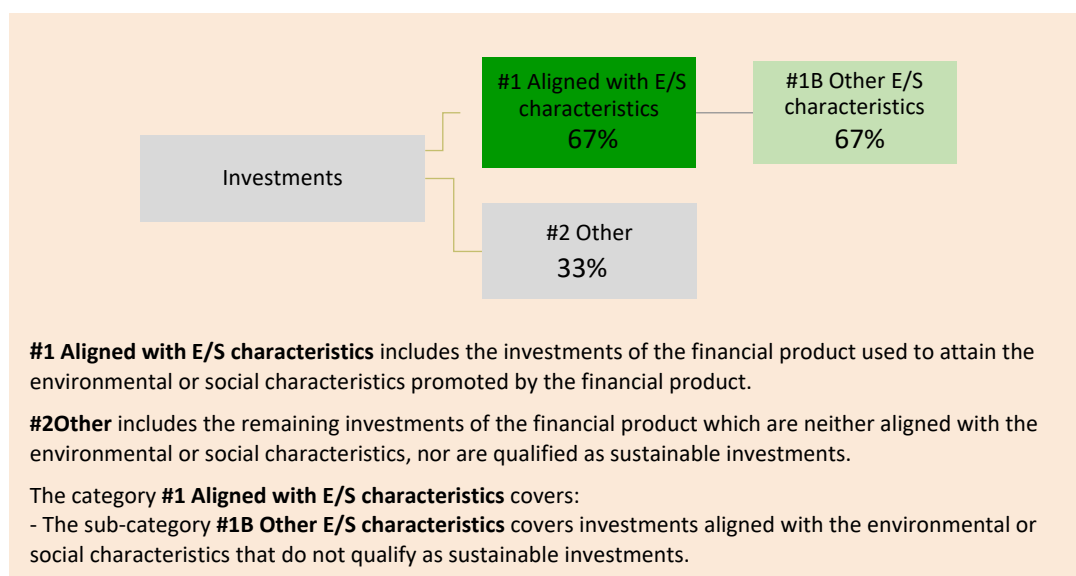 #1 Aligned with E/S
characteristics
67%
#1B Other E/S
characteristics
67%
Investments
#2 Other
33%
#1 Aligned with E/S characteristics includes the investments of the financial product used to attain the
environmental or social characteristics promoted by the financial product.
#2Other includes the remaining investments of the financial product which are neither aligned with the
environmental or social characteristics, nor are qualified as sustainable investments.
The category #1 Aligned with E/S characteristics covers:
- The sub-category #1B Other E/S characteristics covers investments aligned with the environmental or
social characteristics that do not qualify as sustainable investments.